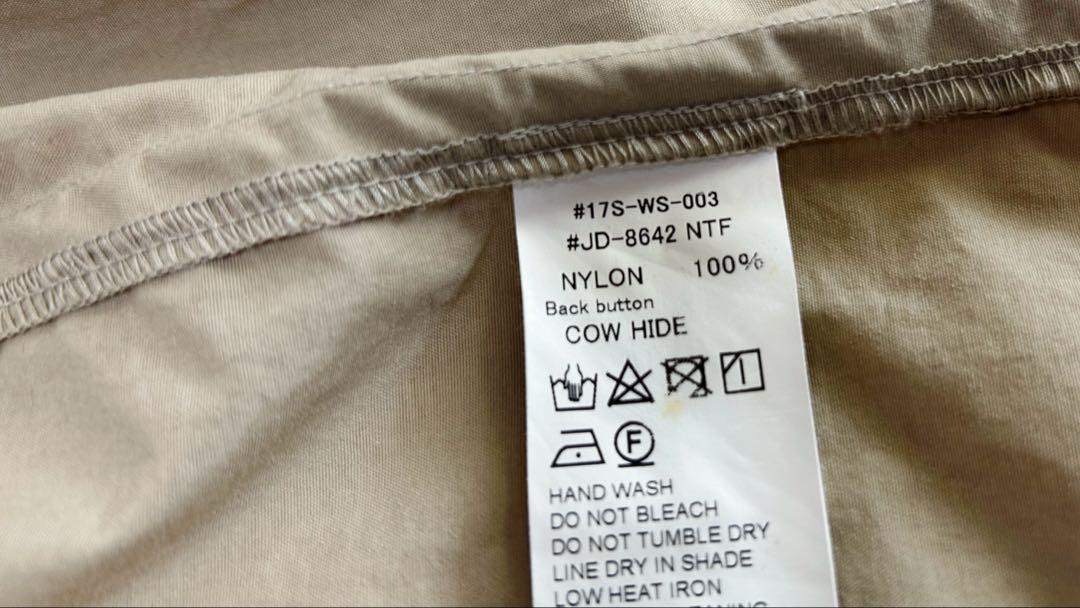 #17S-WS-003
#JD-8642 NTF
NYLON 100%
Back button
COW HIDE
F
HAND WASH
DO NOT BLEACH
DO NOT TUMBLE DRY
LINE DRY IN SHADE
LOW HEAT IRON